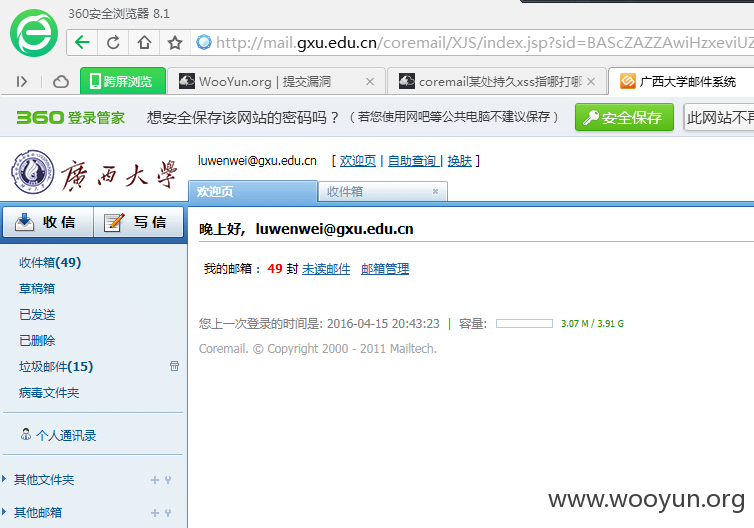 360安全浏览器 8.1
http://mail.gxu.edu.cn/coremail/XJS/index.jsp?sid=BAScZAZZAwiHzxeviUZ
跨屏浏览 WooYun.org | 提交漏洞 coremail某处持久xss指哪打哪 广西大学邮件系统
360 登录管家 想安全保存该网站的密码吗？ （若您使用网吧等公共电脑不建议保存） 安全保存 此网站不再
廣西大學 luwenwei@gxu.edu.cn [ 欢迎页 | 自助查询 | 换肤 ]
欢迎页 收件箱
收信 写信
晚上好，luwenwei@gxu.edu.cn
收件箱(49)
我的邮箱： 49 封 未读邮件 邮箱管理
草稿箱
已发送
您上一次登录的时间是: 2016-04-15 20:43:23 | 容量: 3.07 M / 3.91 G
已删除
Coremail. © Copyright 2000 - 2011 Mailtech.
垃圾邮件(15)
病毒文件夹
个人通讯录
其他文件夹
其他邮箱
www.wooyun.org